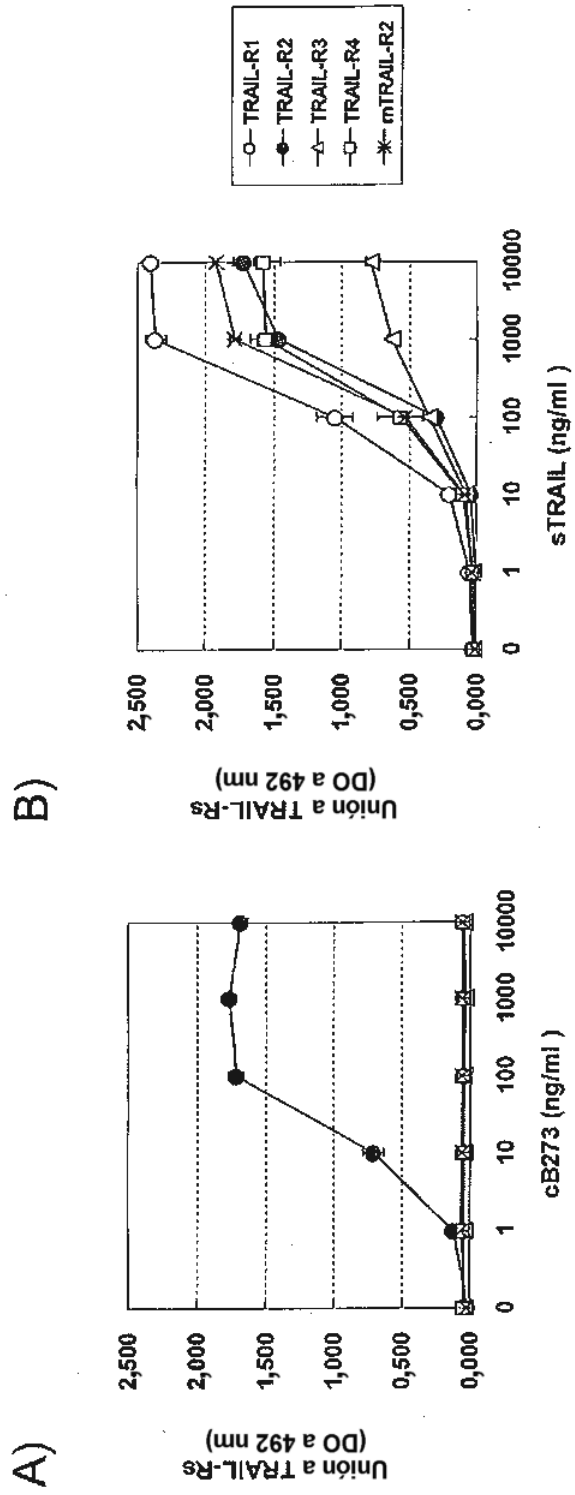 A)
Unión a TRAIL-Rs
(DO a 492 nm)
2,500
2,000
1,500
1,000
0,500
0,000
0 1 10 100 1000 10000
cB273 (ng/ml)
B)
Unión a TRAIL-Rs
(DO a 492 nm)
2,500
2,000
1,500
1,000
0,500
0,000
0 1 10 100 1000 10000
sTRAIL (ng/ml)
TRAIL-R1
TRAIL-R2
TRAIL-R3
TRAIL-R4
mTRAIL-R2